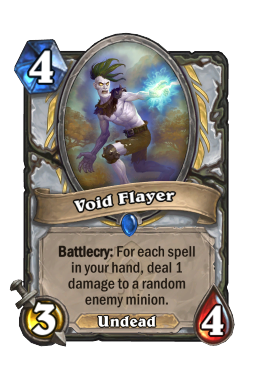 4
Void Flayer
Battlecry: For each spell
in your hand, deal 1
damage to a random
enemy minion.
3
Undead
4